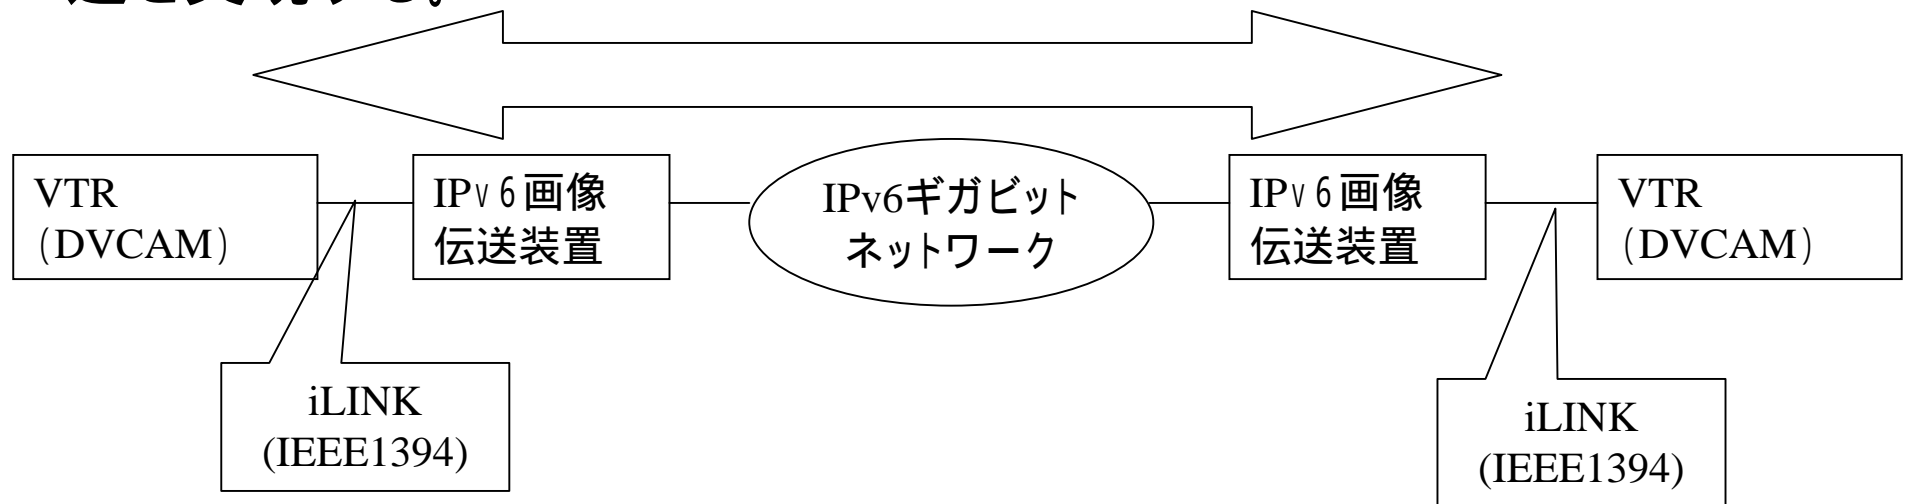 VTR
(DVCAM)
IPv6画像
伝送装置
IPv6ギガビット
ネットワーク
IPv6画像
伝送装置
VTR
(DVCAM)
iLINK
(IEEE1394)
iLINK
(IEEE1394)